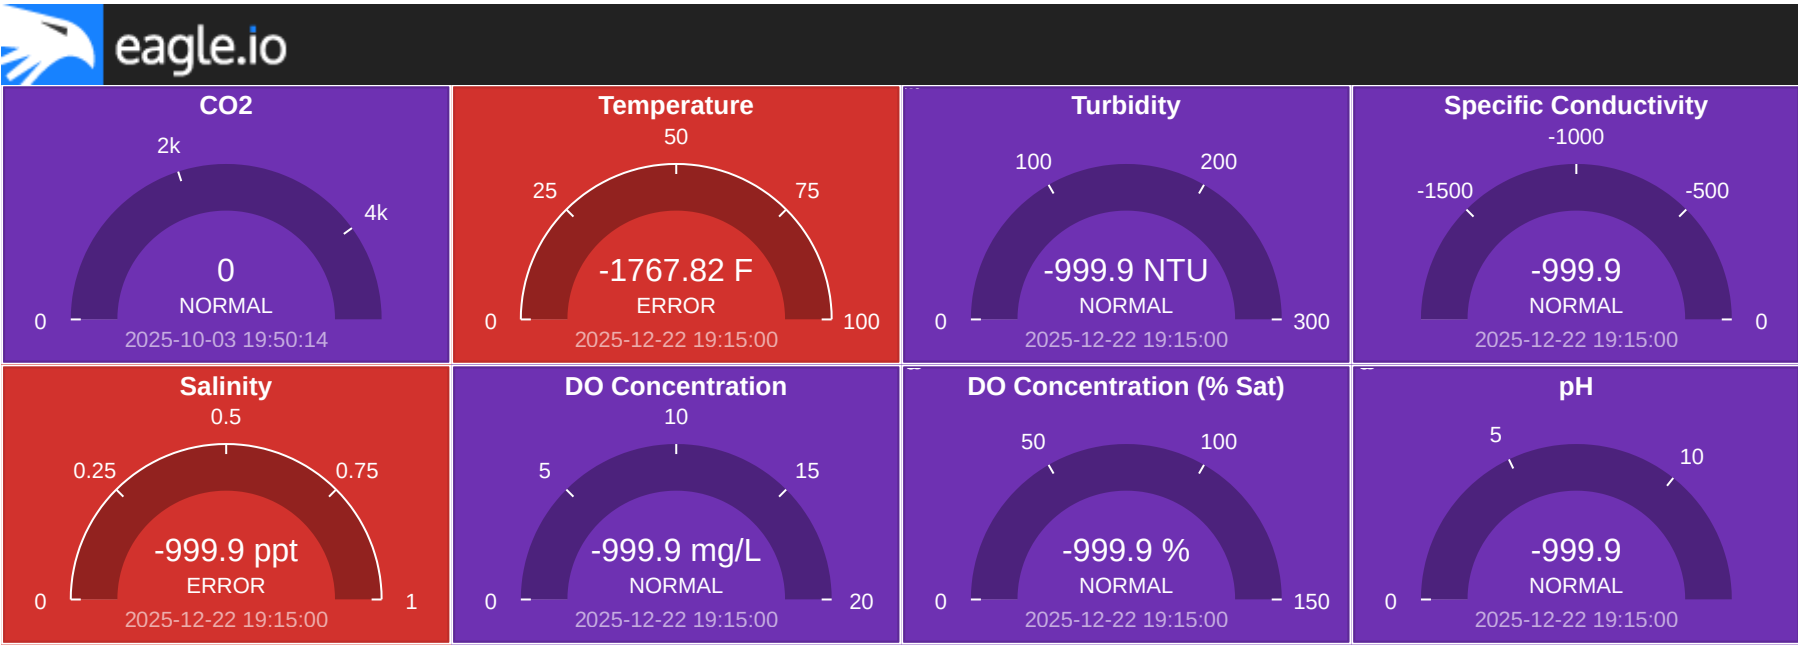 eagle.io
CO2
0
2k
4k
0
NORMAL
2025-10-03 19:50:14
Temperature
0
25
50
75
100
-1767.82 F
ERROR
2025-12-22 19:15:00
Turbidity
0
100
200
300
-999.9 NTU
NORMAL
2025-12-22 19:15:00
Specific Conductivity
-1500
-1000
-500
0
-999.9
NORMAL
2025-12-22 19:15:00
Salinity
0
0.25
0.5
0.75
1
-999.9 ppt
ERROR
2025-12-22 19:15:00
DO Concentration
0
5
10
15
20
-999.9 mg/L
NORMAL
2025-12-22 19:15:00
DO Concentration (% Sat)
0
50
100
150
-999.9 %
NORMAL
2025-12-22 19:15:00
pH
0
5
10
-999.9
NORMAL
2025-12-22 19:15:00